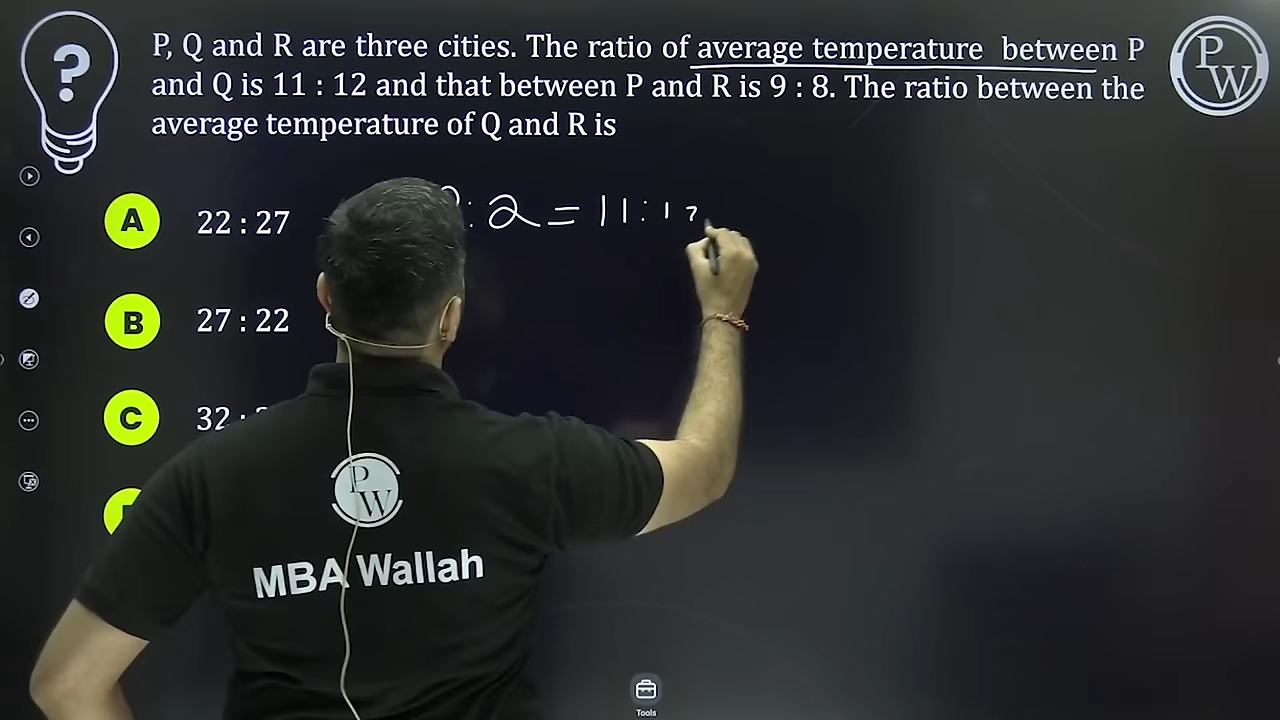 P, Q and R are three cities. The ratio of average temperature between P
and Q is 11 : 12 and that between P and R is 9 : 8. The ratio between the
average temperature of Q and R is
PW
A 22 : 27
: Q = 11 : 12
B 27 : 22
C 32 :
PW
MBA Wallah
Tools